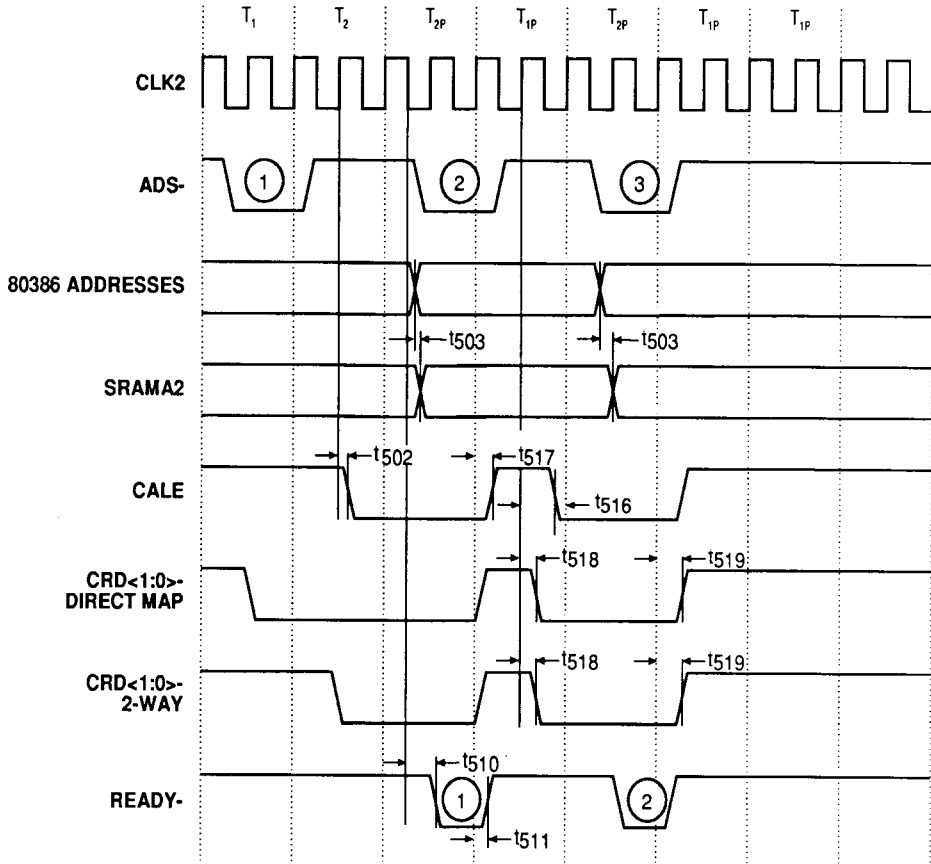 T1 T2 T2P T1P T2P T1P T1P
CLK2
ADS-
1 2 3
80386 ADDRESSES
t503 t503
SRAMA2
t502 t517
CALE
t516
t518 t519
CRD<1:0>-
DIRECT MAP
t518 t519
CRD<1:0>-
2-WAY
t510
READY-
1 2
t511